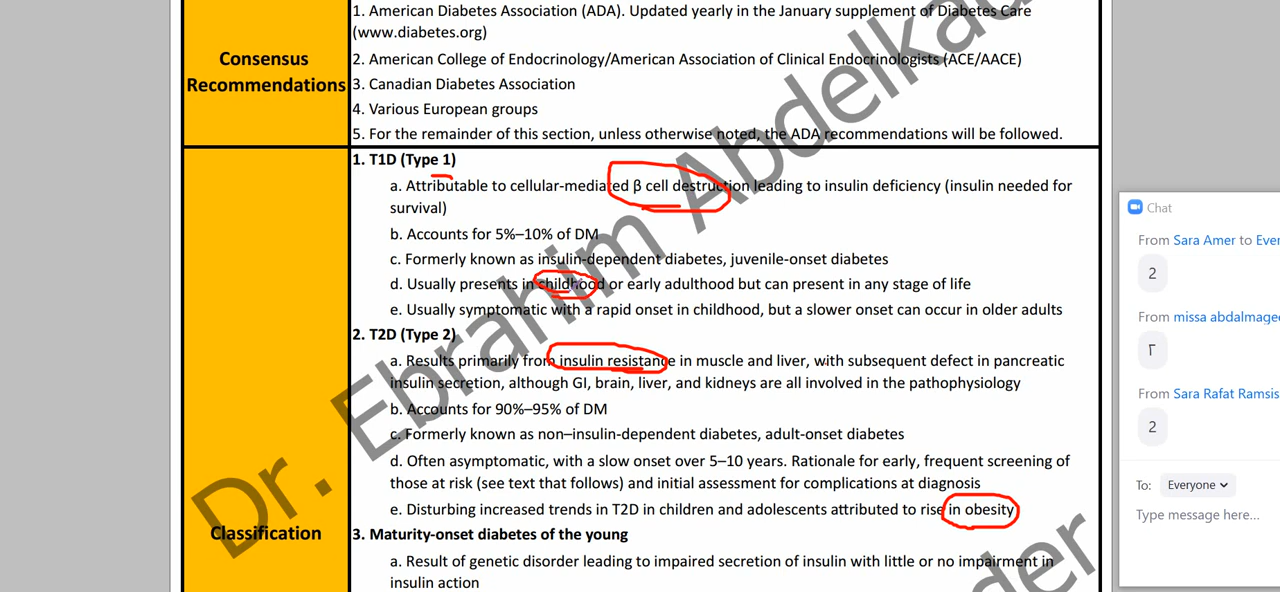 1. American Diabetes Association (ADA). Updated yearly in the January supplement of Diabetes Care
(www.diabetes.org)
Consensus
Recommendations
2. American College of Endocrinology/American Association of Clinical Endocrinologists (ACE/AACE)
3. Canadian Diabetes Association
4. Various European groups
5. For the remainder of this section, unless otherwise noted, the ADA recommendations will be followed.
Classification
1. T1D (Type 1)
a. Attributable to cellular-mediated β cell destruction leading to insulin deficiency (insulin needed for
survival)
b. Accounts for 5%–10% of DM
c. Formerly known as insulin-dependent diabetes, juvenile-onset diabetes
d. Usually presents in childhood or early adulthood but can present in any stage of life
e. Usually symptomatic with a rapid onset in childhood, but a slower onset can occur in older adults
2. T2D (Type 2)
a. Results primarily from insulin resistance in muscle and liver, with subsequent defect in pancreatic
insulin secretion, although GI, brain, liver, and kidneys are all involved in the pathophysiology
b. Accounts for 90%–95% of DM
c. Formerly known as non–insulin-dependent diabetes, adult-onset diabetes
d. Often asymptomatic, with a slow onset over 5–10 years. Rationale for early, frequent screening of
those at risk (see text that follows) and initial assessment for complications at diagnosis
e. Disturbing increased trends in T2D in children and adolescents attributed to rise in obesity
3. Maturity-onset diabetes of the young
a. Result of genetic disorder leading to impaired secretion of insulin with little or no impairment in
insulin action
Dr. Ebrahim Abdelkad
der
Chat
From Sara Amer to Ever
2
From missa abdalmage
٢
From Sara Rafat Ramsis
2
To: Everyone
Type message here...